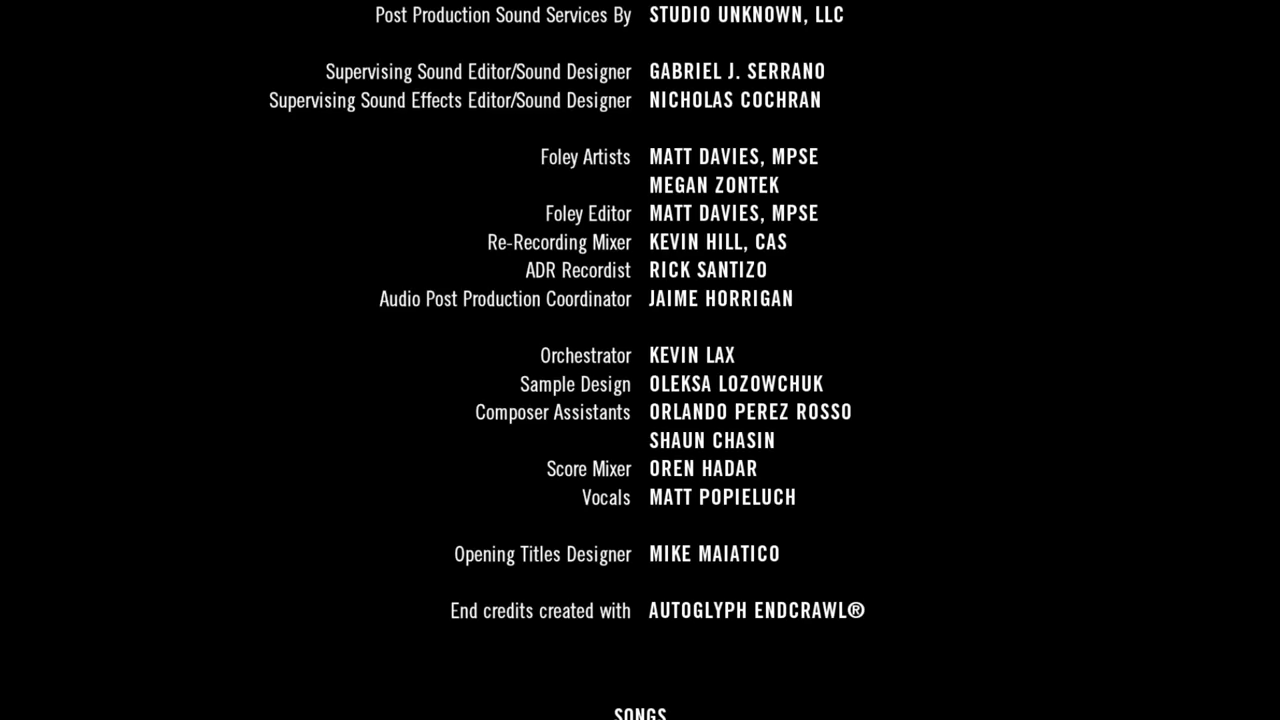 Post Production Sound Services By STUDIO UNKNOWN, LLC
Supervising Sound Editor/Sound Designer GABRIEL J. SERRANO
Supervising Sound Effects Editor/Sound Designer NICHOLAS COCHRAN
Foley Artists MATT DAVIES, MPSE
MEGAN ZONTEK
Foley Editor MATT DAVIES, MPSE
Re-Recording Mixer KEVIN HILL, CAS
ADR Recordist RICK SANTIZO
Audio Post Production Coordinator JAIME HORRIGAN
Orchestrator KEVIN LAX
Sample Design OLEKSA LOZOWCHUK
Composer Assistants ORLANDO PEREZ ROSSO
SHAUN CHASIN
Score Mixer OREN HADAR
Vocals MATT POPIELUCH
Opening Titles Designer MIKE MAIATICO
End credits created with AUTOGLYPH ENDCRAWL®
SONGS